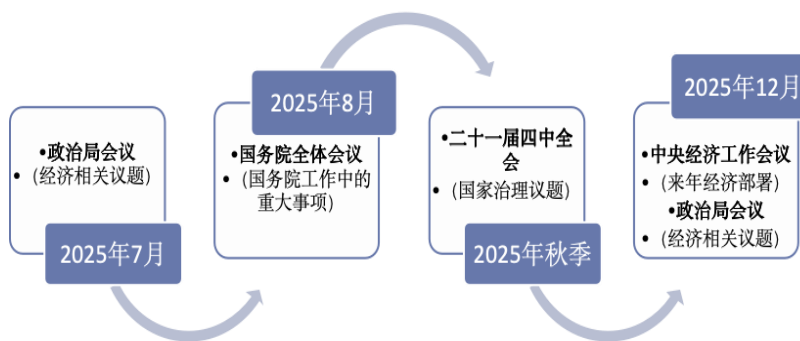 •政治局会议
• (经济相关议题)
2025年7月
2025年8月
•国务院全体会议
• (国务院工作中的
重大事项)
•二十一届四中全
会
• (国家治理议题)
2025年秋季
2025年12月
•中央经济工作会议
• (来年经济部署)
•政治局会议
• (经济相关议题)